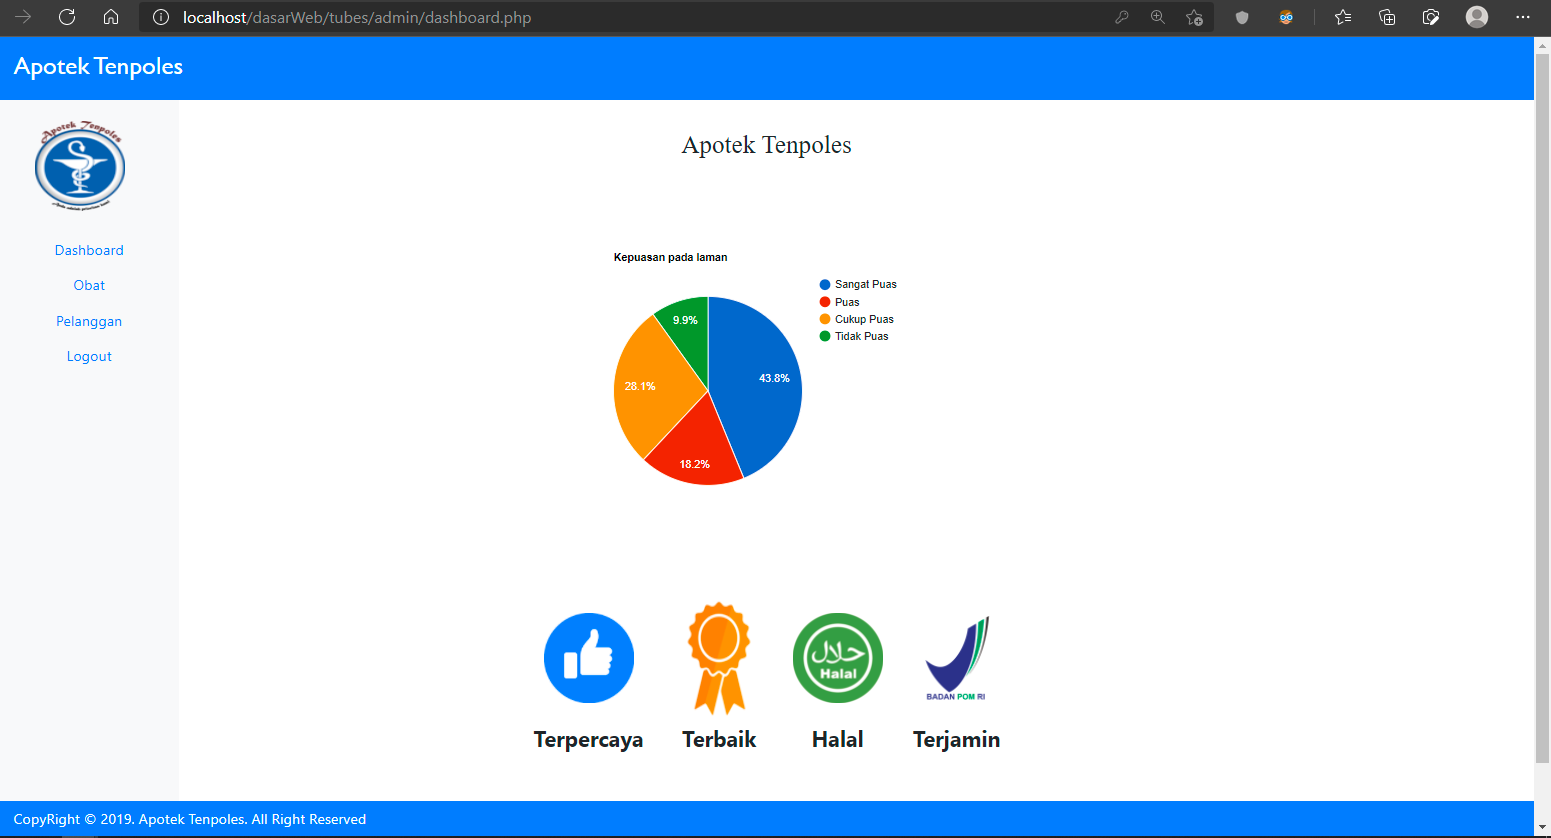 localhost/dasarWeb/tubes/admin/dashboard.php
Apotek Tenpoles
Apotek Tenpoles
Dashboard
Obat
Pelanggan
Logout
Apotek Tenpoles
Kepuasan pada laman
Sangat Puas
Puas
Cukup Puas
Tidak Puas
9.9%
43.8%
28.1%
18.2%
حلال
Halal
BADAN POM RI
Terpercaya
Terbaik
Halal
Terjamin
CopyRight © 2019. Apotek Tenpoles. All Right Reserved